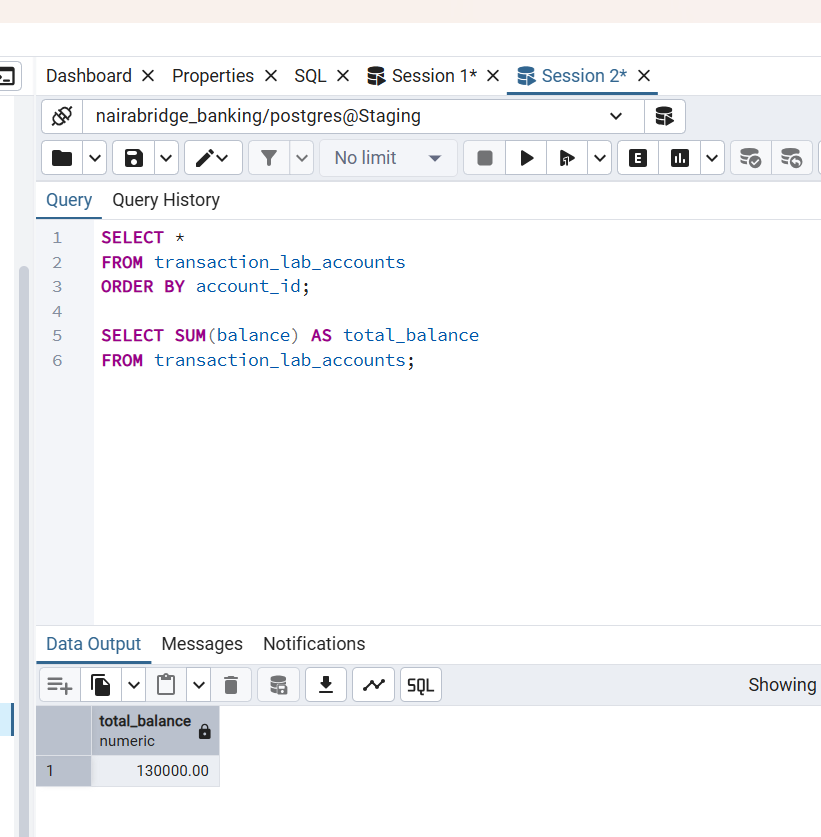 Dashboard Properties SQL Session 1* Session 2*
nairabridge_banking/postgres@Staging
No limit E
Query Query History
1 SELECT *
2 FROM transaction_lab_accounts
3 ORDER BY account_id;
4
5 SELECT SUM(balance) AS total_balance
6 FROM transaction_lab_accounts;
Data Output Messages Notifications
SQL Showing
total_balance
numeric
1 130000.00